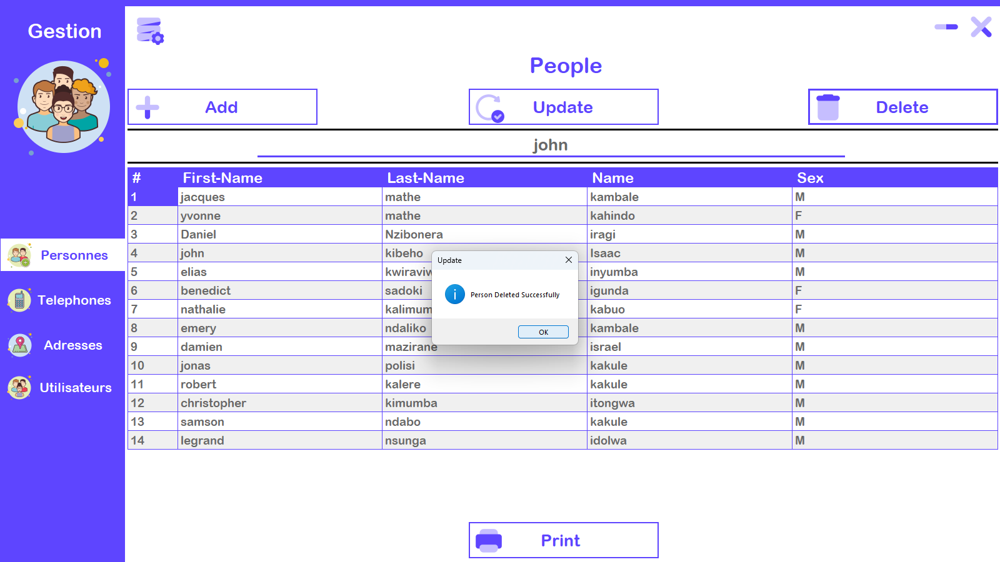 Gestion
People
Add
Update
Delete
john
# First-Name Last-Name Name Sex
1 jacques mathe kambale M
2 yvonne mathe kahindo F
3 Daniel Nzibonera iragi M
4 john kibeho Isaac M
5 elias inyumba M
6 benedict sadoki igunda F
7 nathalie kabuo F
8 emery ndaliko kambale M
9 damien mazirane israel M
10 jonas polisi kakule M
11 robert kalere kakule M
12 christopher kimumba itongwa M
13 samson ndabo kakule M
14 legrand nsunga idolwa M
Update
Person Deleted Successfully
OK
Personnes
Telephones
Adresses
Utilisateurs
Print